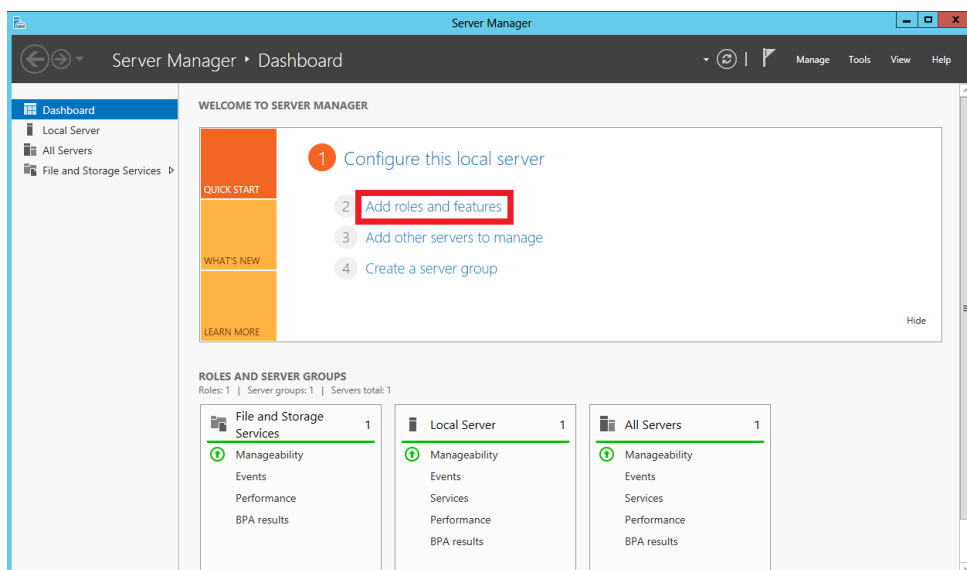 Server Manager
Server Manager • Dashboard
Manage Tools View Help
Dashboard
Local Server
All Servers
File and Storage Services
WELCOME TO SERVER MANAGER
QUICK START
WHAT'S NEW
LEARN MORE
1 Configure this local server
2 Add roles and features
3 Add other servers to manage
4 Create a server group
Hide
ROLES AND SERVER GROUPS
Roles: 1 | Server groups: 1 | Servers total: 1
File and Storage
Services 1
Manageability
Events
Performance
BPA results
Local Server 1
Manageability
Events
Services
Performance
BPA results
All Servers 1
Manageability
Events
Services
Performance
BPA results